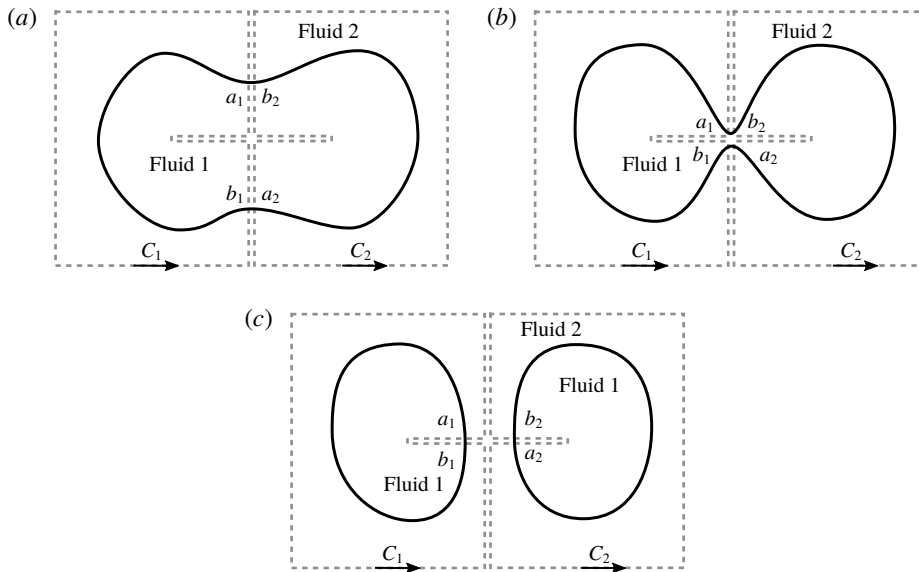 (a)
Fluid 2
a₁ b₂
Fluid 1
b₁ a₂
C₁ C₂
(b)
Fluid 2
a₁ b₂
Fluid 1
b₁ a₂
C₁ C₂
(c)
Fluid 2
Fluid 1
a₁ b₂
b₁ a₂
Fluid 1
C₁ C₂